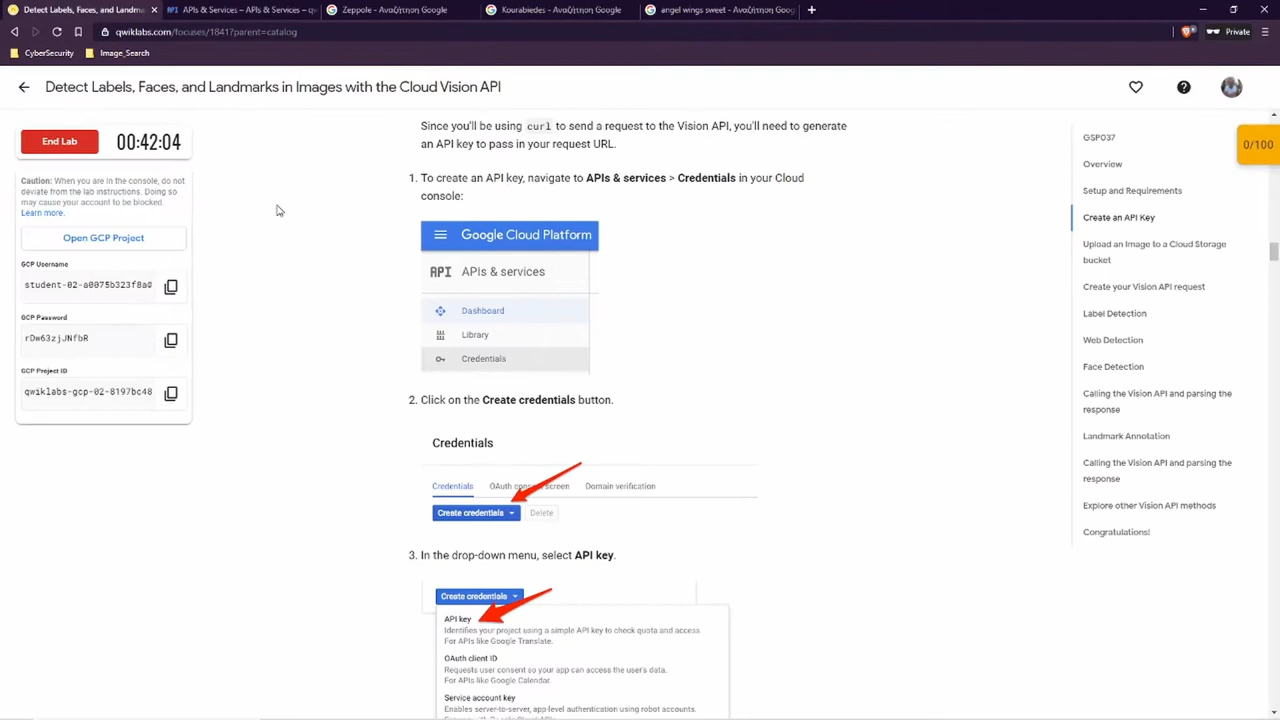 Detect Labels, Faces, and Landma
APIs & Services – APIs & Services – qw
Zeppole - Αναζήτηση Google
Kourabiedes - Αναζήτηση Google
angel wings sweet - Αναζήτηση Goog
qwiklabs.com/focuses/1841?parent=catalog
Private
CyberSecurity
Image_Search
Detect Labels, Faces, and Landmarks in Images with the Cloud Vision API
End Lab
00:42:04
Caution: When you are in the console, do not
deviate from the lab instructions. Doing so
may cause your account to be blocked.
Learn more.
Open GCP Project
GCP Username
student-02-a0075b323f8a@
GCP Password
rDw63zjJNfbR
GCP Project ID
qwiklabs-gcp-02-8197bc48
Since you'll be using curl to send a request to the Vision API, you'll need to generate
an API key to pass in your request URL.
1. To create an API key, navigate to APIs & services > Credentials in your Cloud
console:
Google Cloud Platform
API APIs & services
Dashboard
Library
Credentials
2. Click on the Create credentials button.
Credentials
Credentials OAuth consent screen Domain verification
Create credentials Delete
3. In the drop-down menu, select API key.
Create credentials
API key
Identifies your project using a simple API key to check quota and access.
For APIs like Google Translate.
OAuth client ID
Requests user consent so your app can access the user's data.
For APIs like Google Calendar.
Service account key
Enables server-to-server, app-level authentication using robot accounts.
GSP037
Overview
Setup and Requirements
Create an API Key
Upload an Image to a Cloud Storage
bucket
Create your Vision API request
Label Detection
Web Detection
Face Detection
Calling the Vision API and parsing the
response
Landmark Annotation
Calling the Vision API and parsing the
response
Explore other Vision API methods
Congratulations!
0/100